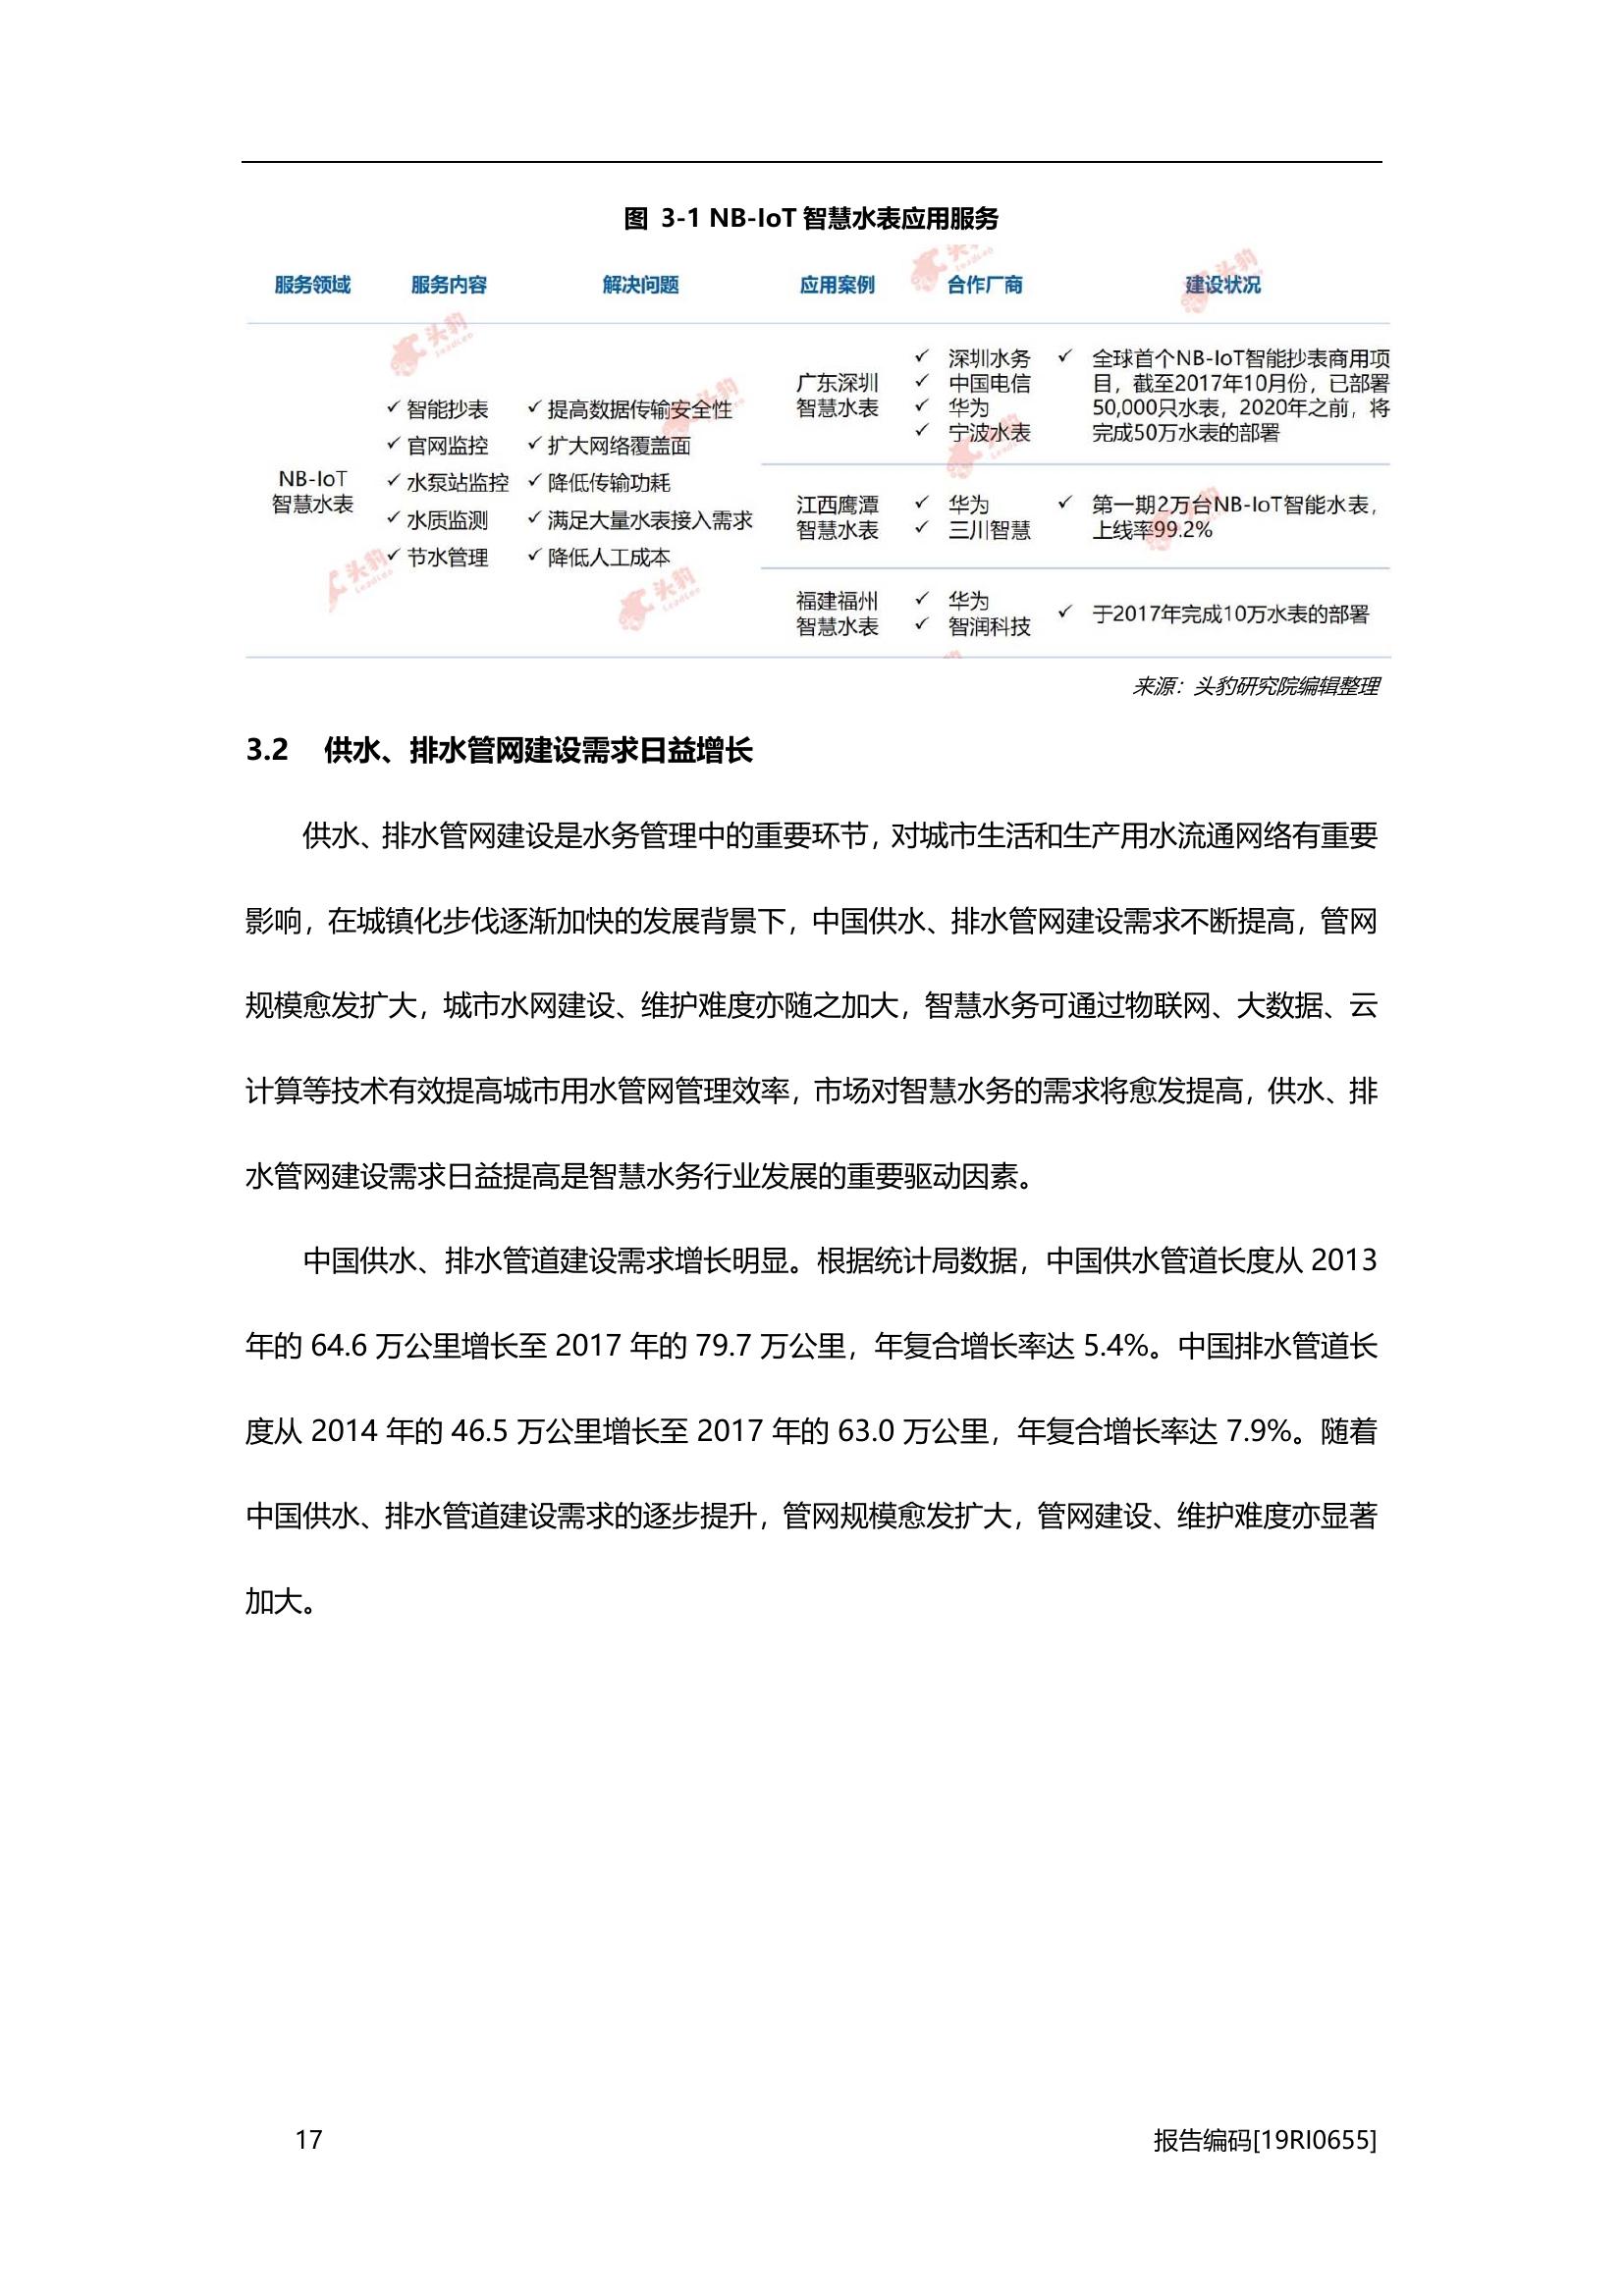 图 3-1 NB-IoT 智慧水表应用服务
服务领域 服务内容 解决问题 应用案例 合作厂商 建设状况
NB-IoT
智慧水表
✓ 智能抄表
✓ 官网监控
✓ 水泵站监控
✓ 水质监测
✓ 节水管理
✓ 提高数据传输安全性
✓ 扩大网络覆盖面
✓ 降低传输功耗
✓ 满足大量水表接入需求
✓ 降低人工成本
广东深圳
智慧水表
✓ 深圳水务
✓ 中国电信
✓ 华为
✓ 宁波水表
✓ 全球首个NB-IoT智能抄表商用项
目，截至2017年10月份，已部署
50,000只水表，2020年之前，将
完成50万水表的部署
江西鹰潭
智慧水表
✓ 华为
✓ 三川智慧
✓ 第一期2万台NB-IoT智能水表，
上线率99.2%
福建福州
智慧水表
✓ 华为
✓ 智润科技
✓ 于2017年完成10万水表的部署
来源：头豹研究院编辑整理
3.2 供水、排水管网建设需求日益增长
供水、排水管网建设是水务管理中的重要环节，对城市生活和生产用水流通网络有重要
影响，在城镇化步伐逐渐加快的发展背景下，中国供水、排水管网建设需求不断提高，管网
规模愈发扩大，城市水网建设、维护难度亦随之加大，智慧水务可通过物联网、大数据、云
计算等技术有效提高城市用水管网管理效率，市场对智慧水务的需求将愈发提高，供水、排
水管网建设需求日益提高是智慧水务行业发展的重要驱动因素。
中国供水、排水管道建设需求增长明显。根据统计局数据，中国供水管道长度从 2013
年的 64.6 万公里增长至 2017 年的 79.7 万公里，年复合增长率达 5.4%。中国排水管道长
度从 2014 年的 46.5 万公里增长至 2017 年的 63.0 万公里，年复合增长率达 7.9%。随着
中国供水、排水管道建设需求的逐步提升，管网规模愈发扩大，管网建设、维护难度亦显著
加大。
17 报告编码[19RI0655]